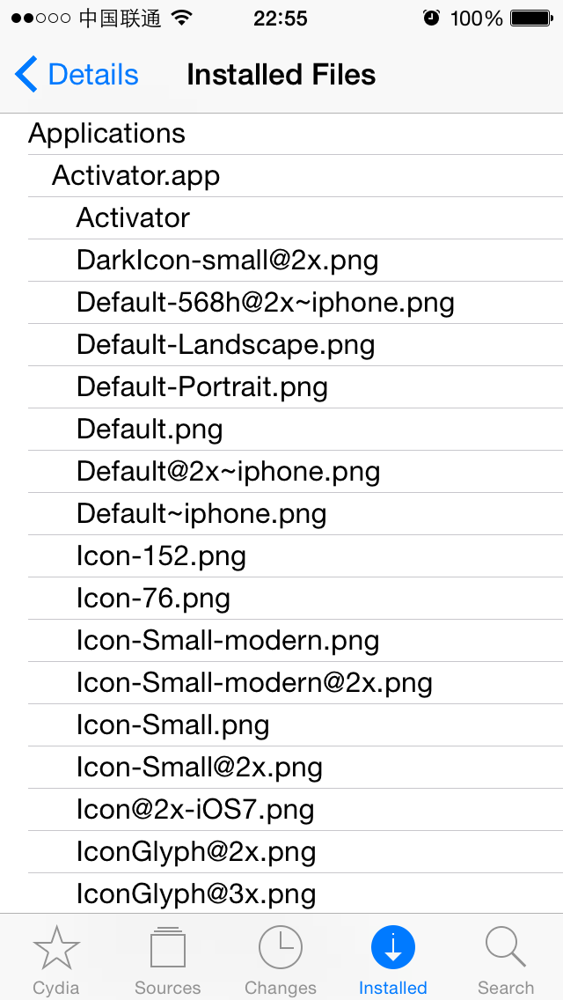 中国联通 22:55 100%
Details Installed Files
Applications
Activator.app
Activator
DarkIcon-small@2x.png
Default-568h@2x~iphone.png
Default-Landscape.png
Default-Portrait.png
Default.png
Default@2x~iphone.png
Default~iphone.png
Icon-152.png
Icon-76.png
Icon-Small-modern.png
Icon-Small-modern@2x.png
Icon-Small.png
Icon-Small@2x.png
Icon@2x-iOS7.png
IconGlyph@2x.png
IconGlyph@3x.png
Cydia Sources Changes Installed Search